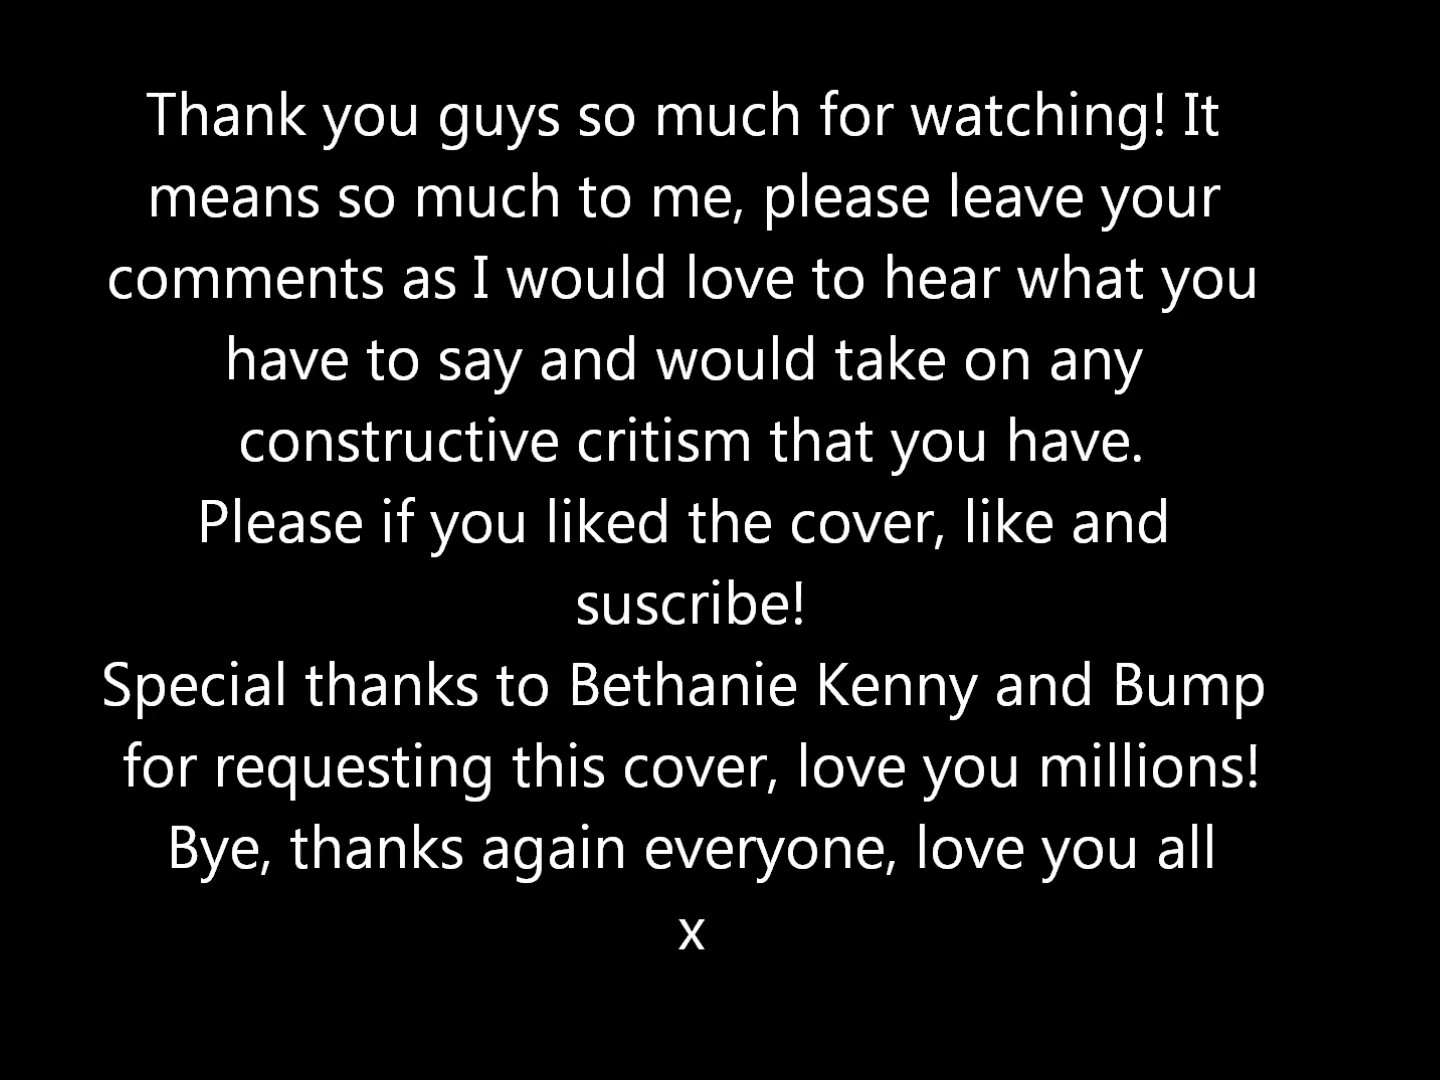 Thank you guys so much for watching! It
means so much to me, please leave your
comments as I would love to hear what you
have to say and would take on any
constructive critism that you have.
Please if you liked the cover, like and
suscribe!
Special thanks to Bethanie Kenny and Bump
for requesting this cover, love you millions!
Bye, thanks again everyone, love you all
x